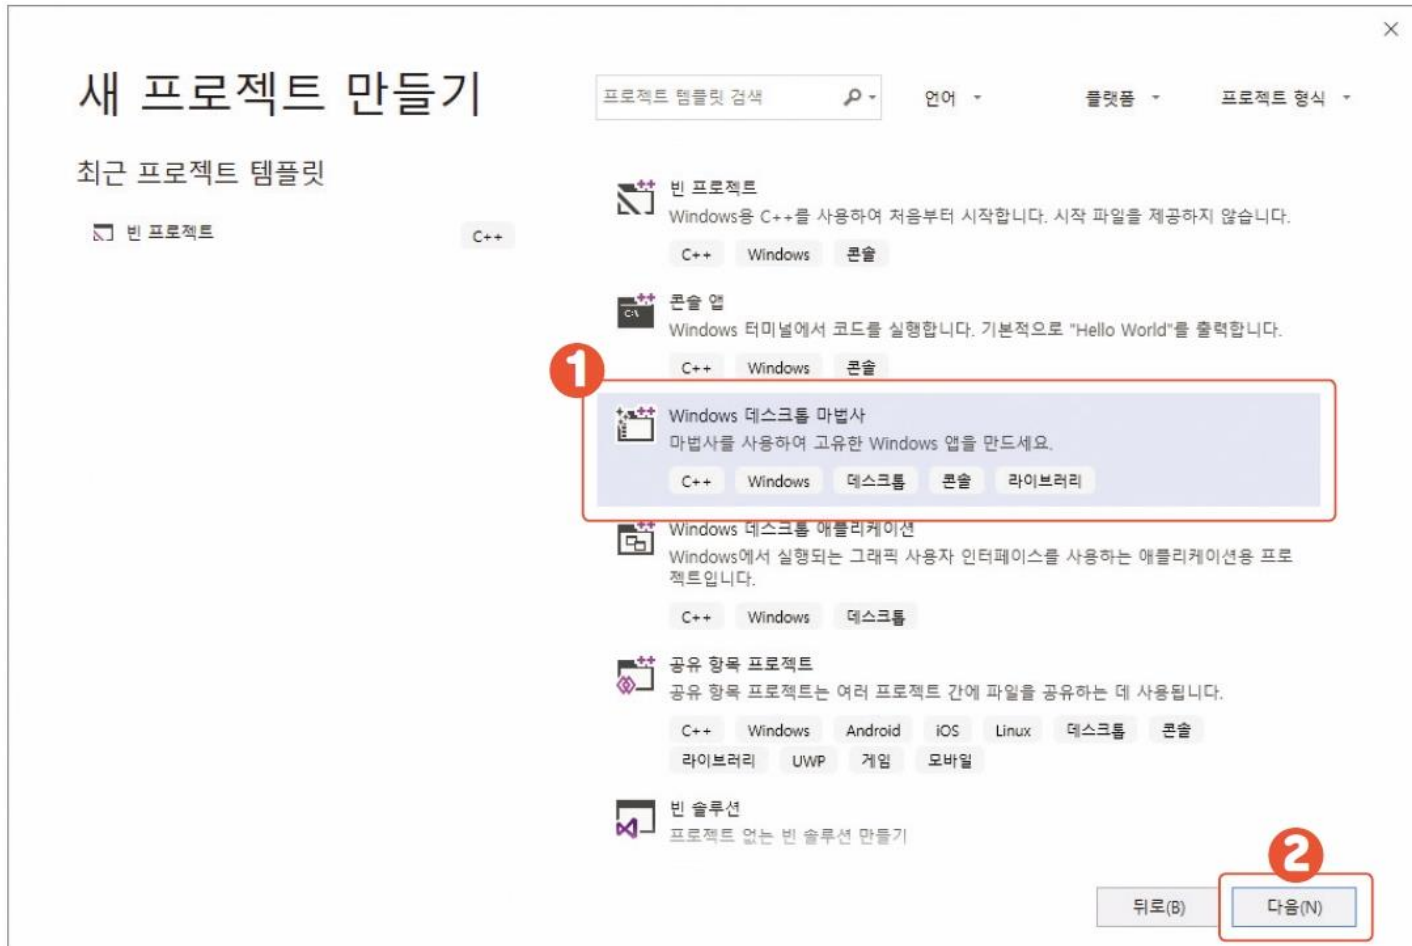 새 프로젝트 만들기
프로젝트 템플릿 검색
언어
플랫폼
프로젝트 형식
최근 프로젝트 템플릿
빈 프로젝트
C++
빈 프로젝트
Windows용 C++를 사용하여 처음부터 시작합니다. 시작 파일을 제공하지 않습니다.
C++ Windows 콘솔
C:\
콘솔 앱
Windows 터미널에서 코드를 실행합니다. 기본적으로 "Hello World"를 출력합니다.
C++ Windows 콘솔
1
Windows 데스크톱 마법사
마법사를 사용하여 고유한 Windows 앱을 만드세요.
C++ Windows 데스크톱 콘솔 라이브러리
Windows 데스크톱 애플리케이션
Windows에서 실행되는 그래픽 사용자 인터페이스를 사용하는 애플리케이션용 프로
젝트입니다.
C++ Windows 데스크톱
공유 항목 프로젝트
공유 항목 프로젝트는 여러 프로젝트 간에 파일을 공유하는 데 사용됩니다.
C++ Windows Android iOS Linux 데스크톱 콘솔
라이브러리 UWP 게임 모바일
빈 솔루션
프로젝트 없는 빈 솔루션 만들기
2
뒤로(B)
다음(N)